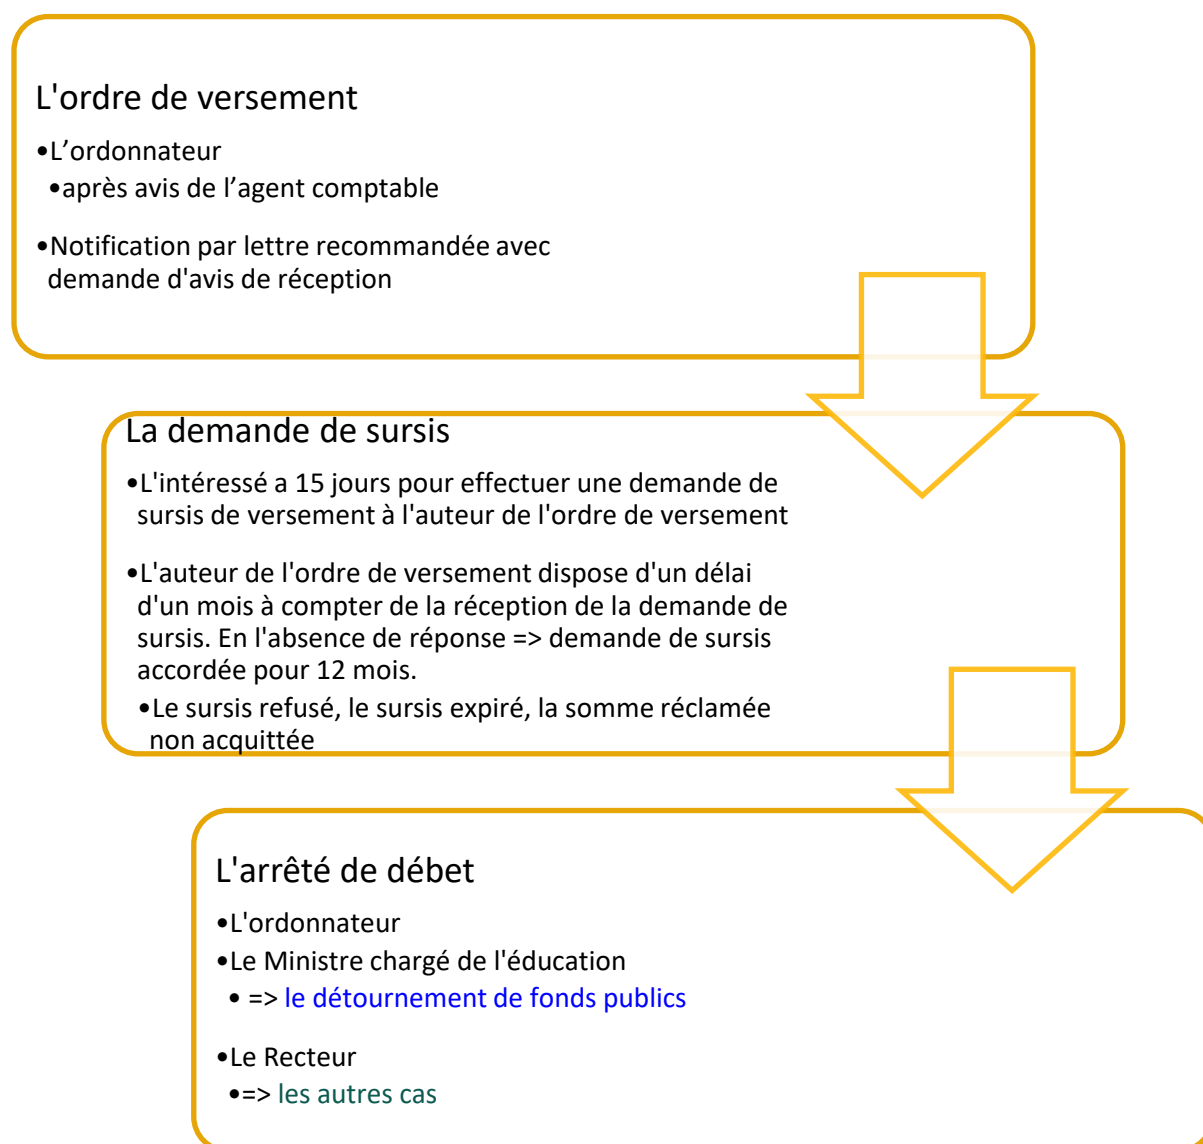 L'ordre de versement
•L’ordonnateur
•après avis de l’agent comptable
•Notification par lettre recommandée avec
demande d'avis de réception
La demande de sursis
•L'intéressé a 15 jours pour effectuer une demande de
sursis de versement à l'auteur de l'ordre de versement
•L'auteur de l'ordre de versement dispose d'un délai
d'un mois à compter de la réception de la demande de
sursis. En l'absence de réponse => demande de sursis
accordée pour 12 mois.
•Le sursis refusé, le sursis expiré, la somme réclamée
non acquittée
L'arrêté de débet
•L'ordonnateur
•Le Ministre chargé de l'éducation
• => le détournement de fonds publics
•Le Recteur
•=> les autres cas